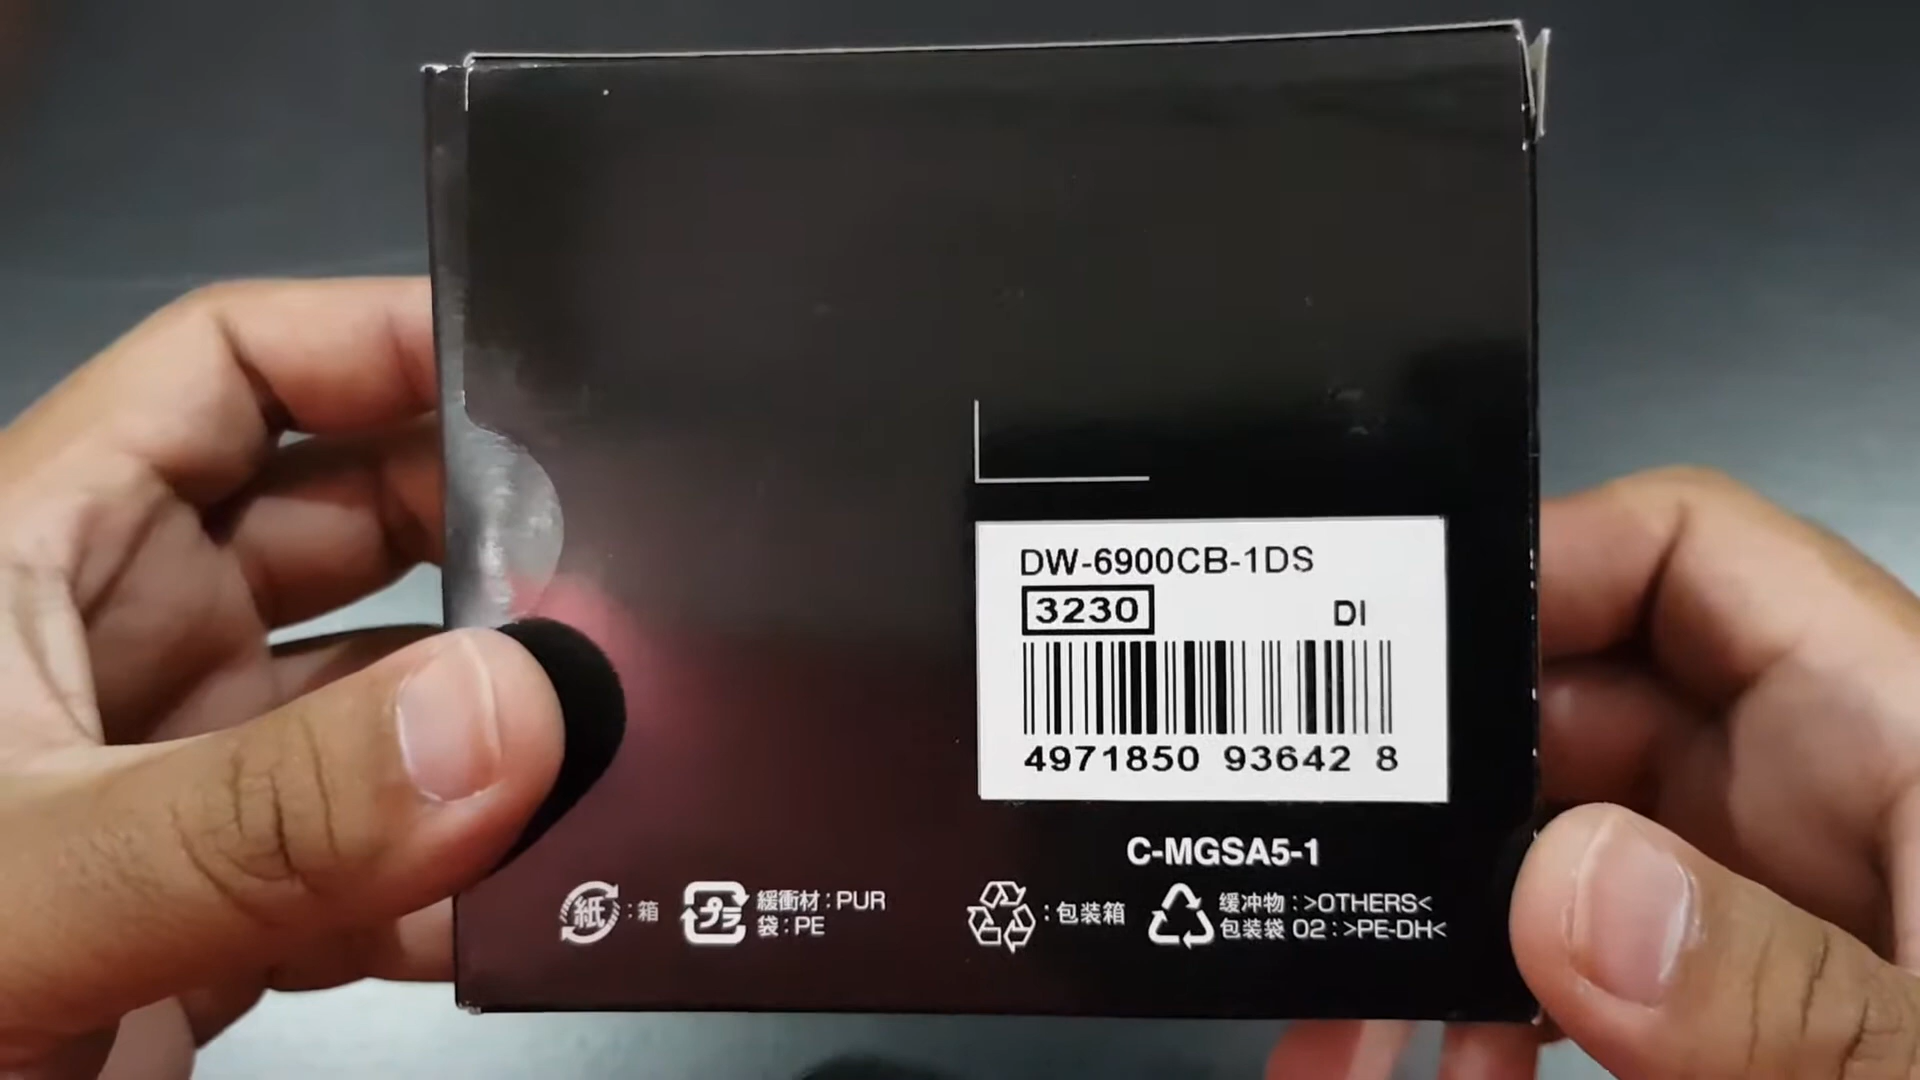 DW-6900CB-1DS
3230 DI
4971850 93642 8
C-MGSA5-1
紙:箱
プラ 緩衝材:PUR
袋:PE
:包装箱
缓冲物:>OTHERS<
包装袋 02:>PE-DH<